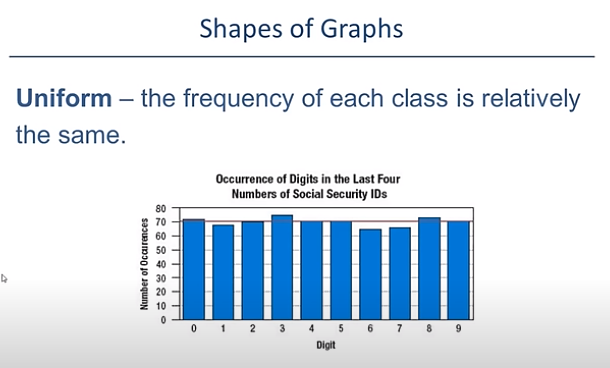 Shapes of Graphs
Uniform – the frequency of each class is relatively
the same.
Occurrence of Digits in the Last Four
Numbers of Social Security IDs
Number of Occurrences
80
70
60
50
40
30
20
10
0
0 1 2 3 4 5 6 7 8 9
Digit